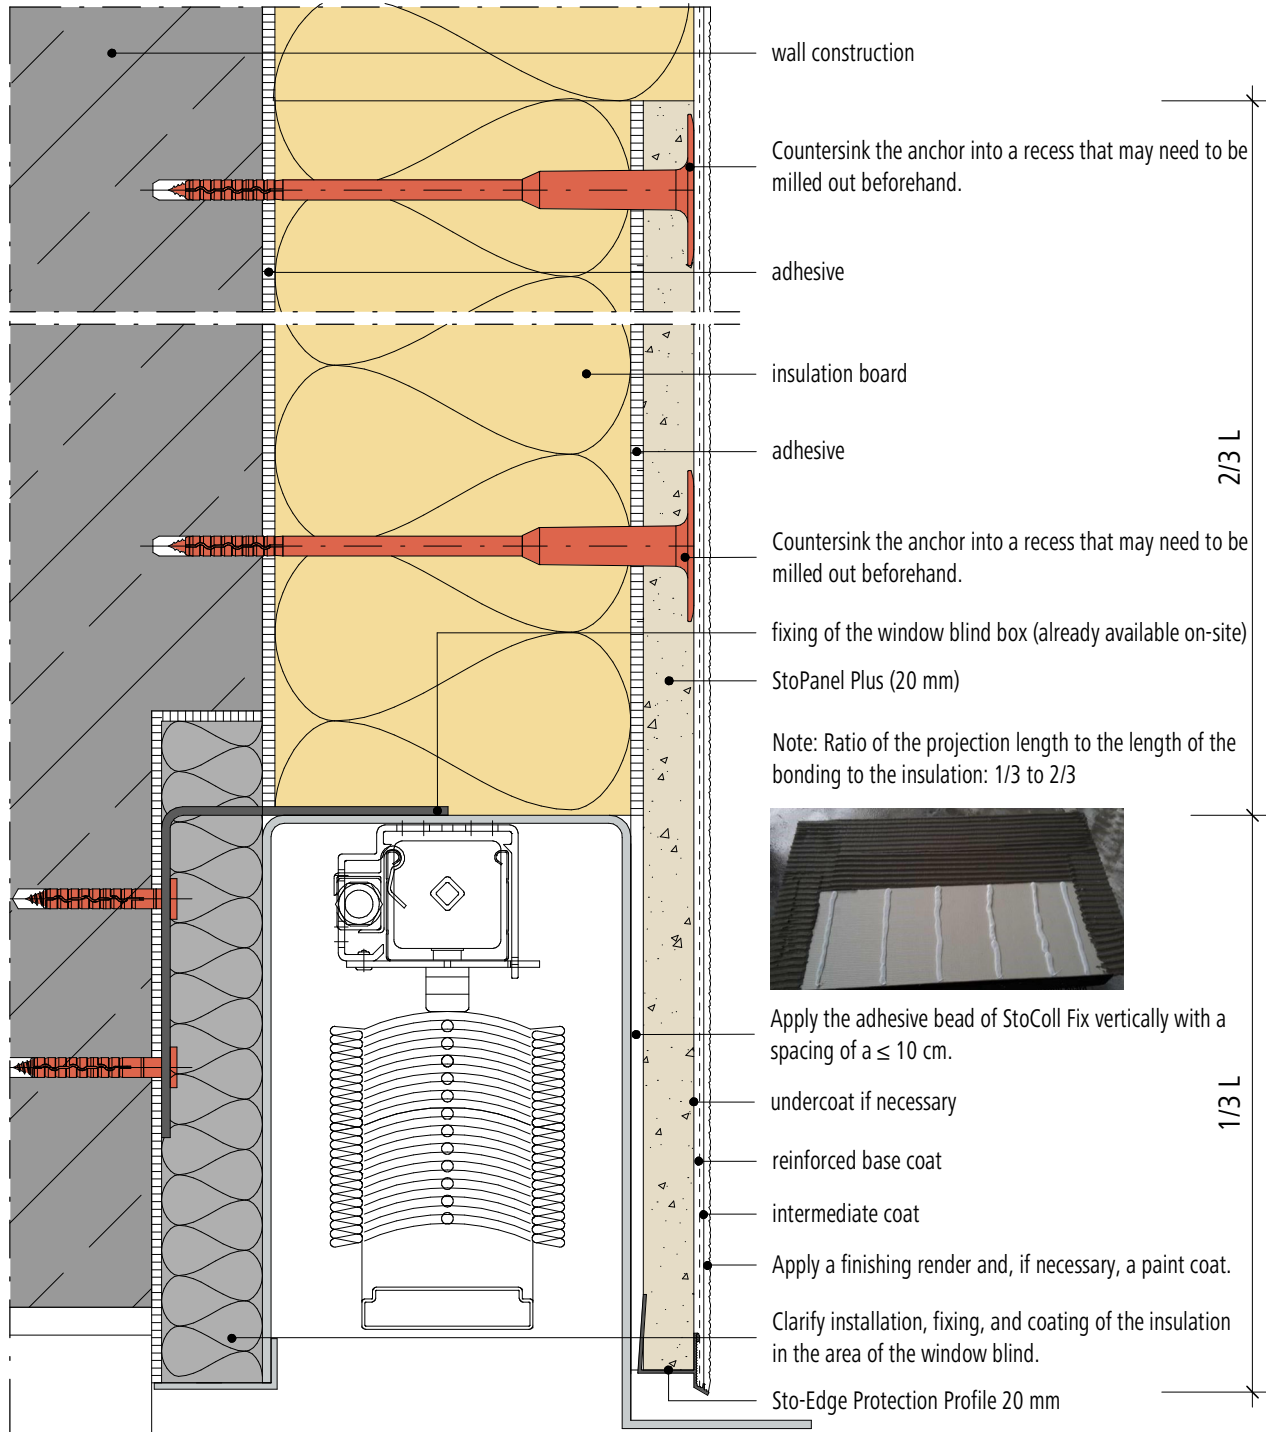 wall construction
Countersink the anchor into a recess that may need to be
milled out beforehand.
adhesive
insulation board
adhesive
2/3 L
Countersink the anchor into a recess that may need to be
milled out beforehand.
fixing of the window blind box (already available on-site)
StoPanel Plus (20 mm)
Note: Ratio of the projection length to the length of the
bonding to the insulation: 1/3 to 2/3
Apply the adhesive bead of StoColl Fix vertically with a
spacing of a ≤ 10 cm.
undercoat if necessary
1/3 L
reinforced base coat
intermediate coat
Apply a finishing render and, if necessary, a paint coat.
Clarify installation, fixing, and coating of the insulation
in the area of the window blind.
Sto-Edge Protection Profile 20 mm